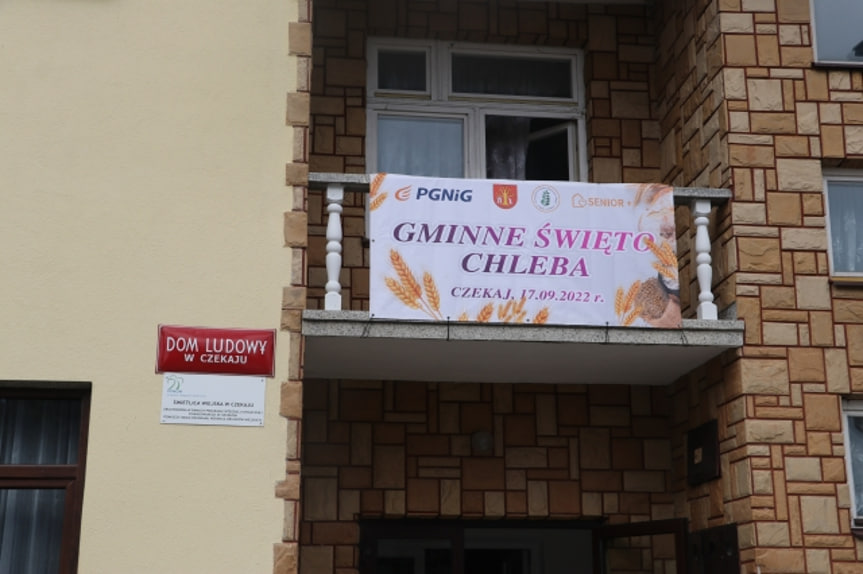 PGNiG
SENIOR +
GMINNE ŚWIĘTO
CHLEBA
CZEKAJ, 17.09.2022 r.
DOM LUDOWY
W CZEKAJU
ŚWIETLICA WIEJSKA W CZEKAJU